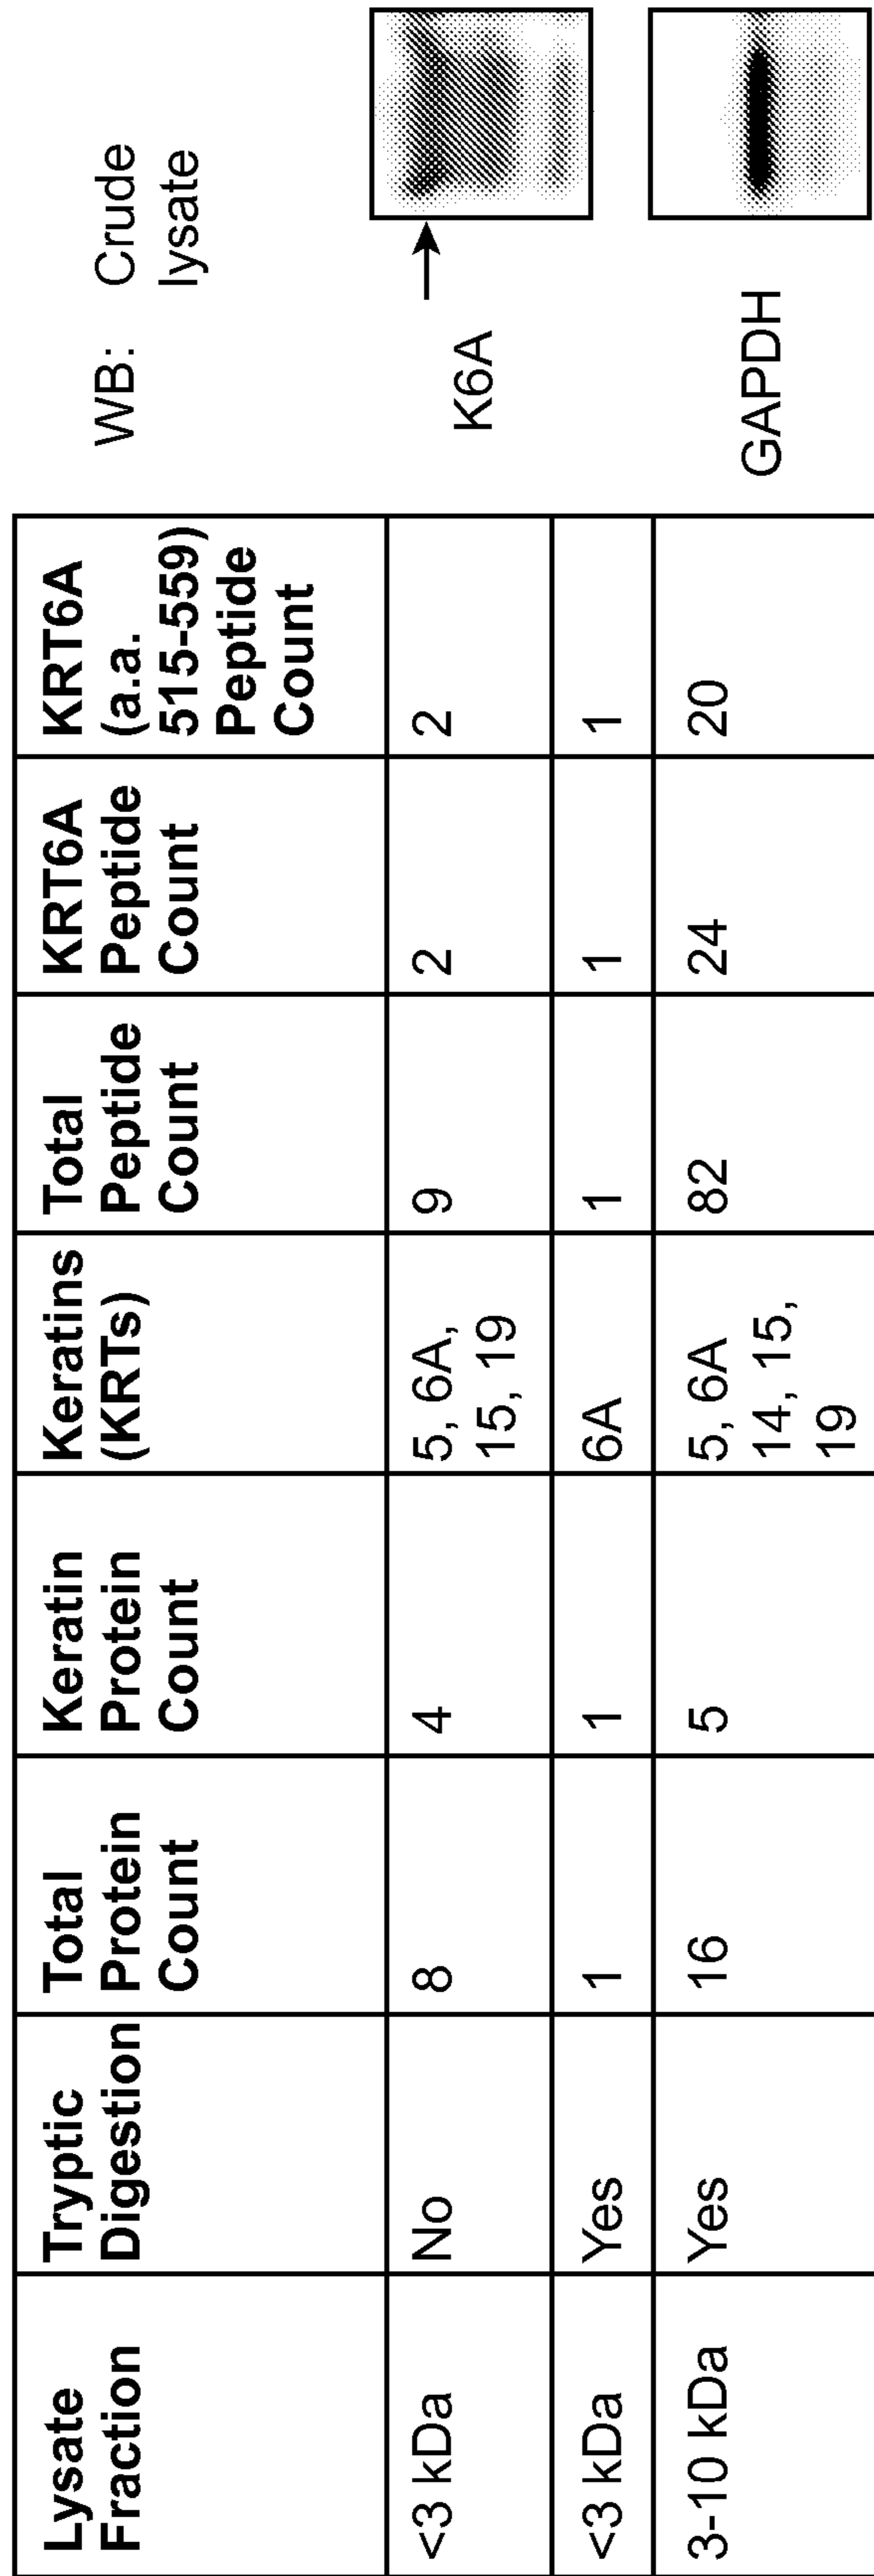 Lysate
Fraction
Tryptic
Digestion
Total
Protein
Count
Keratin
Protein
Count
Keratins
(KRTs)
Total
Peptide
Count
KRT6A
Peptide
Count
KRT6A
(a.a.
515-559)
Peptide
Count
<3 kDa
No
8
4
5, 6A,
15, 19
9
2
2
<3 kDa
Yes
1
1
6A
1
1
1
3-10 kDa
Yes
16
5
5, 6A
14, 15,
19
82
24
20
WB:
Crude
lysate
K6A
GAPDH